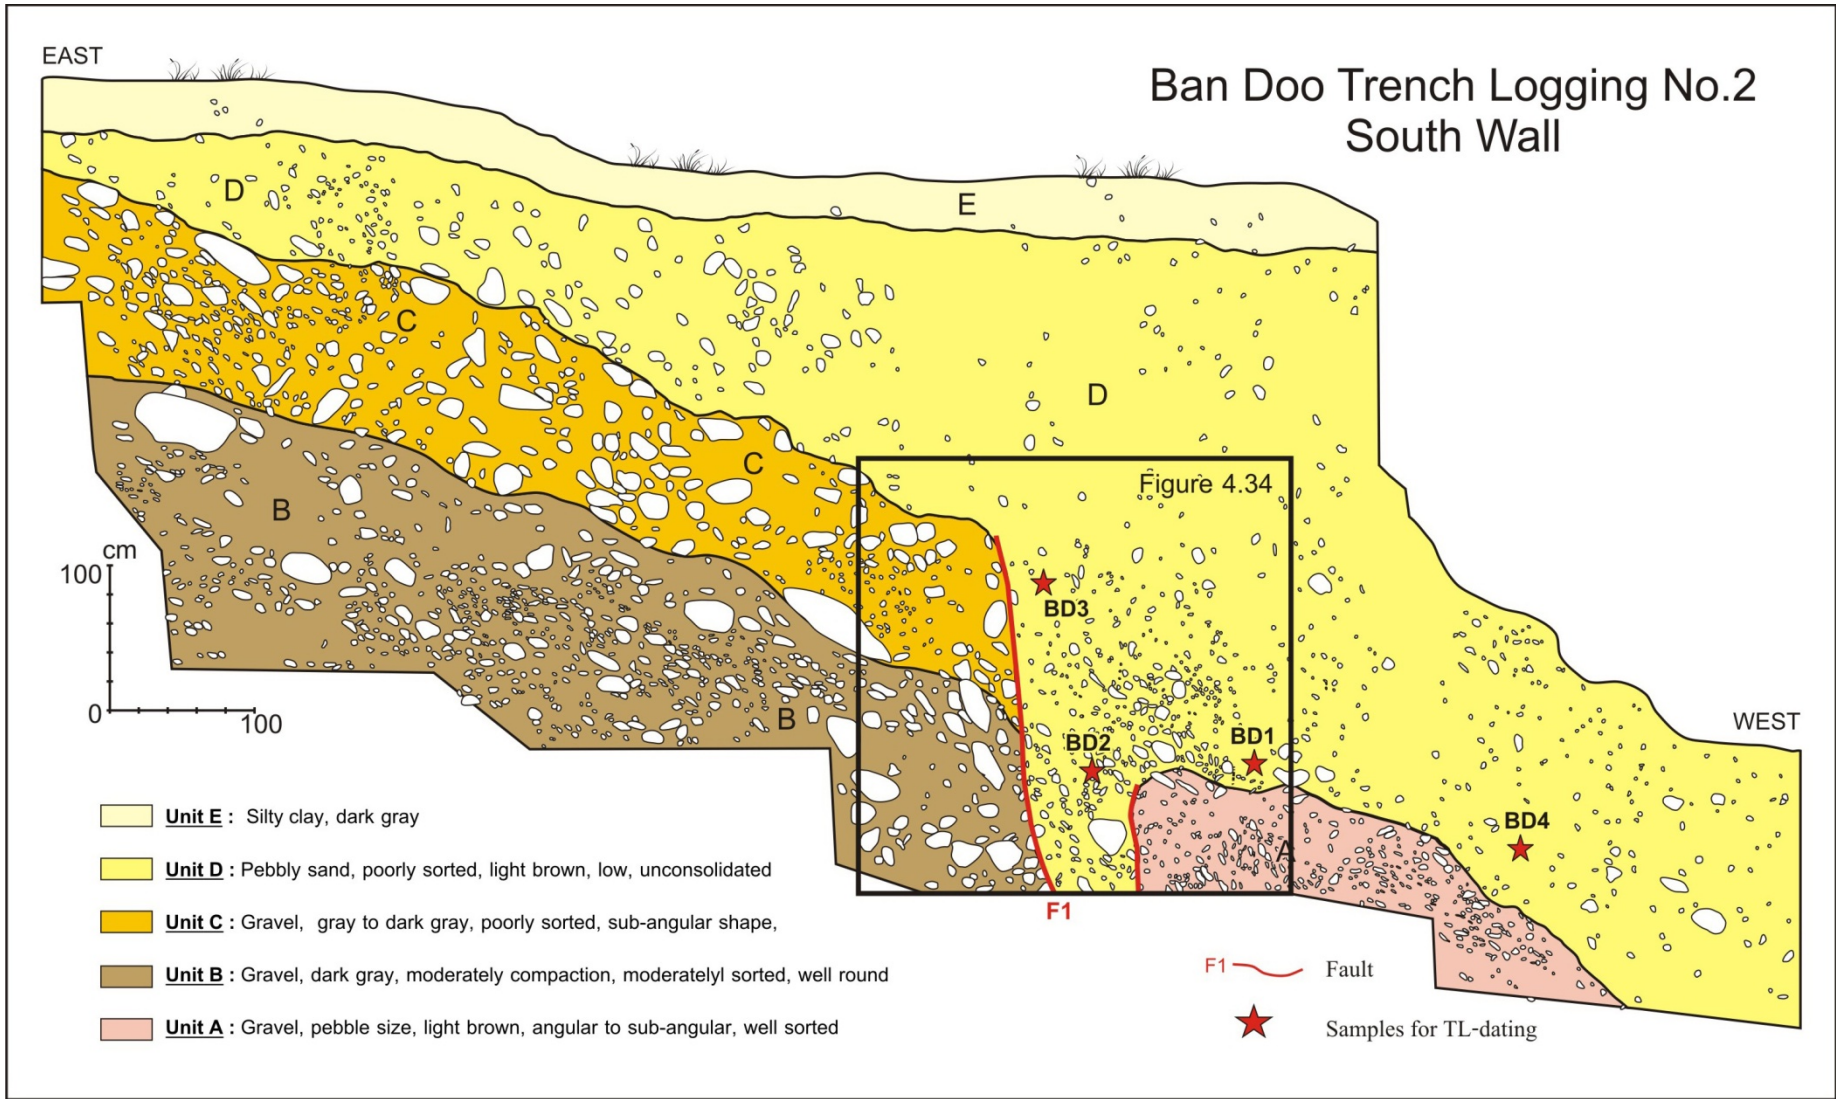 EAST
Ban Doo Trench Logging No.2
South Wall
D
E
C
D
C
Figure 4.34
B
cm
100
BD3
0
100
B
WEST
BD2
BD1
BD4
A
Unit E : Silty clay, dark gray
Unit D : Pebbly sand, poorly sorted, light brown, low, unconsolidated
F1
Unit C : Gravel, gray to dark gray, poorly sorted, sub-angular shape,
Unit B : Gravel, dark gray, moderately compaction, moderatelyl sorted, well round
Unit A : Gravel, pebble size, light brown, angular to sub-angular, well sorted
F1 Fault
Samples for TL-dating